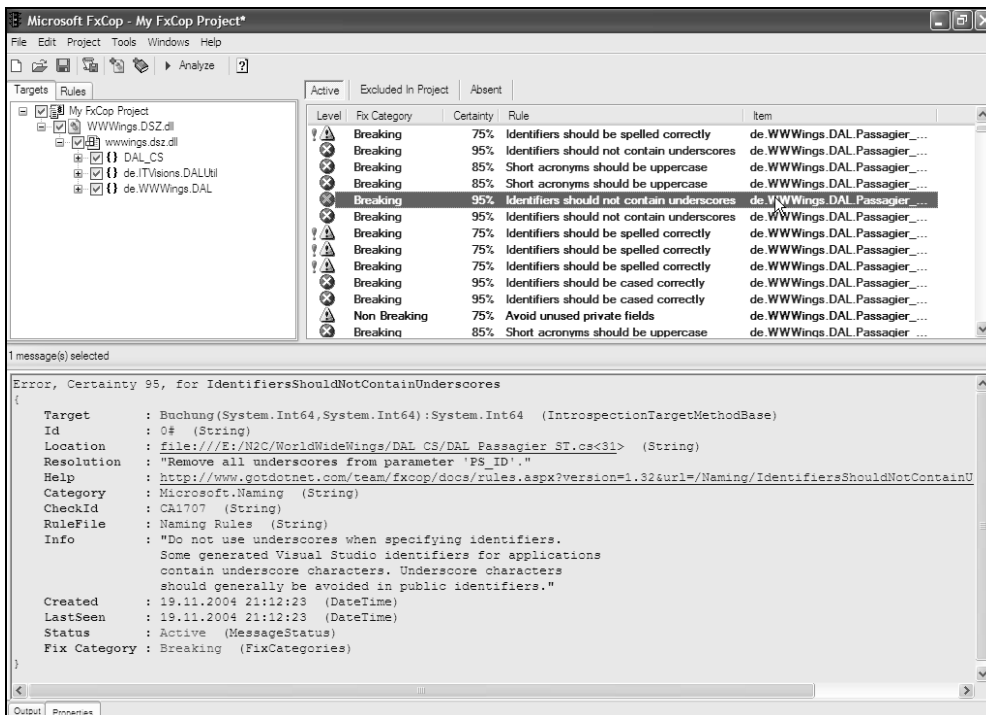 Microsoft FxCop - My FxCop Project*
File Edit Project Tools Windows Help
Analyze
Targets Rules
My FxCop Project
WWWings.DSZ.dll
wwwings.dsz.dll
{} DAL_CS
{} de.ITVisions.DALUtil
{} de.WWWings.DAL
Active Excluded In Project Absent
Level Fix Category Certainty Rule Item
Breaking 75% Identifiers should be spelled correctly de.WWWings.DAL.Passagier_...
Breaking 95% Identifiers should not contain underscores de.WWWings.DAL.Passagier_...
Breaking 85% Short acronyms should be uppercase de.WWWings.DAL.Passagier_...
Breaking 85% Short acronyms should be uppercase de.WWWings.DAL.Passagier_...
Breaking 95% Identifiers should not contain underscores de.WWWings.DAL.Passagier_...
Breaking 95% Identifiers should not contain underscores de.WWWings.DAL.Passagier_...
Breaking 75% Identifiers should be spelled correctly de.WWWings.DAL.Passagier_...
Breaking 75% Identifiers should be spelled correctly de.WWWings.DAL.Passagier_...
Breaking 75% Identifiers should be spelled correctly de.WWWings.DAL.Passagier_...
Breaking 95% Identifiers should be cased correctly de.WWWings.DAL.Passagier_...
Breaking 95% Identifiers should be cased correctly de.WWWings.DAL.Passagier_...
Non Breaking 75% Avoid unused private fields de.WWWings.DAL.Passagier_...
Breaking 85% Short acronyms should be uppercase de.WWWings.DAL.Passagier_...
1 message(s) selected
Error, Certainty 95, for IdentifiersShouldNotContainUnderscores
{
Target : Buchung(System.Int64,System.Int64):System.Int64 (IntrospectionTargetMethodBase)
Id : 0# (String)
Location : file:///E:/N2C/WorldWideWings/DAL CS/DAL Passagier ST.cs<31> (String)
Resolution : "Remove all underscores from parameter 'PS_ID'."
Help : http://www.gotdotnet.com/team/fxcop/docs/rules.aspx?version=1.32&url=/Naming/IdentifiersShouldNotContainU
Category : Microsoft.Naming (String)
CheckId : CA1707 (String)
RuleFile : Naming Rules (String)
Info : "Do not use underscores when specifying identifiers.
Some generated Visual Studio identifiers for applications
contain underscore characters. Underscore characters
should generally be avoided in public identifiers."
Created : 19.11.2004 21:12:23 (DateTime)
LastSeen : 19.11.2004 21:12:23 (DateTime)
Status : Active (MessageStatus)
Fix Category : Breaking (FixCategories)
}
Output Properties